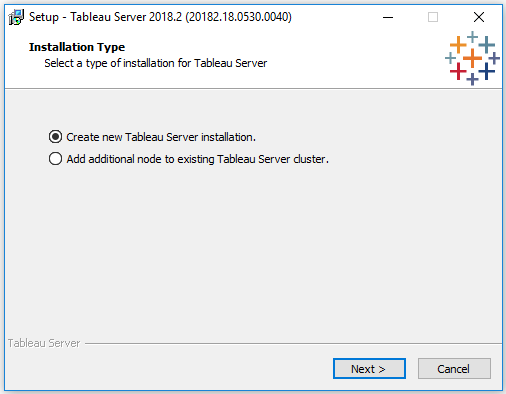 Setup - Tableau Server 2018.2 (20182.18.0530.0040)
Installation Type
Select a type of installation for Tableau Server
Create new Tableau Server installation.
Add additional node to existing Tableau Server cluster.
Tableau Server
Next >
Cancel